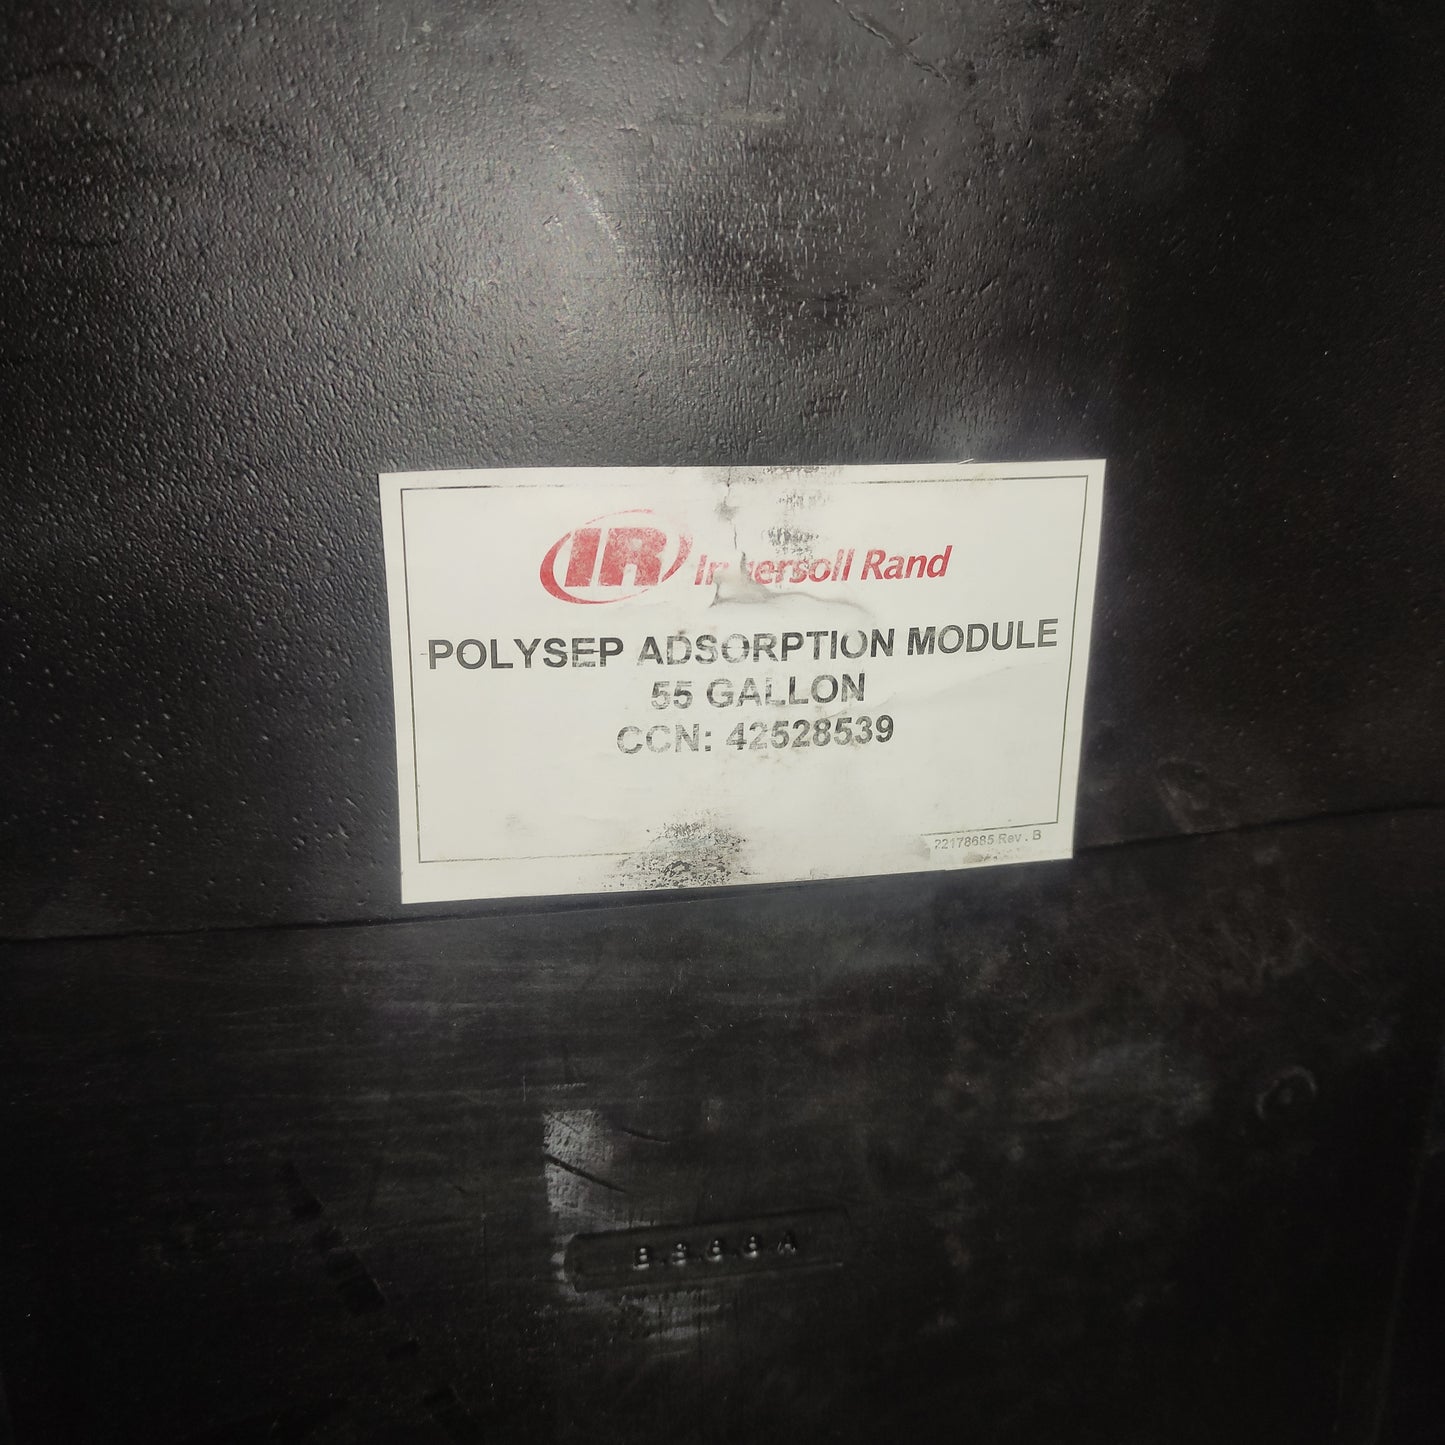 IR Ingersoll Rand
POLYSEP ADSORPTION MODULE
55 GALLON
CCN: 42528539
22178685 Rev. B